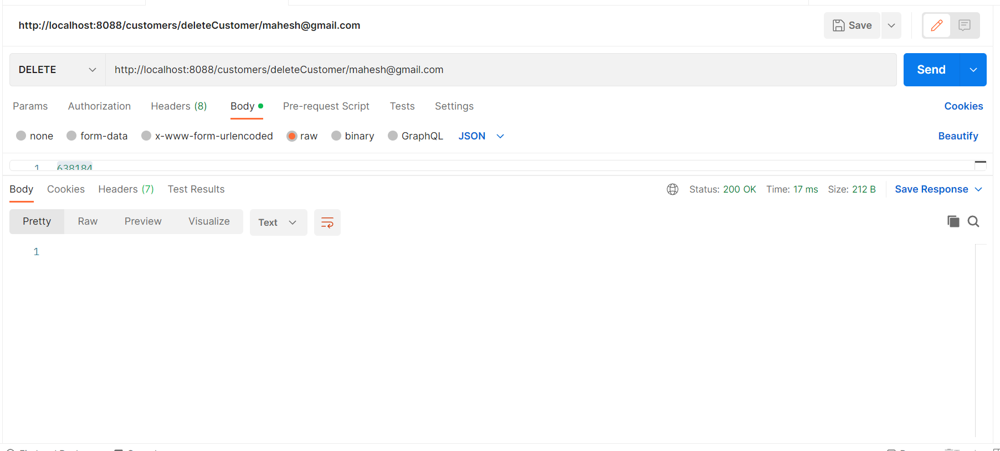 http://localhost:8088/customers/deleteCustomer/mahesh@gmail.com
Save
DELETE
http://localhost:8088/customers/deleteCustomer/mahesh@gmail.com
Send
Params Authorization Headers (8) Body Pre-request Script Tests Settings Cookies
none form-data x-www-form-urlencoded raw binary GraphQL JSON Beautify
1 638184
Body Cookies Headers (7) Test Results Status: 200 OK Time: 17 ms Size: 212 B Save Response
Pretty Raw Preview Visualize Text
1